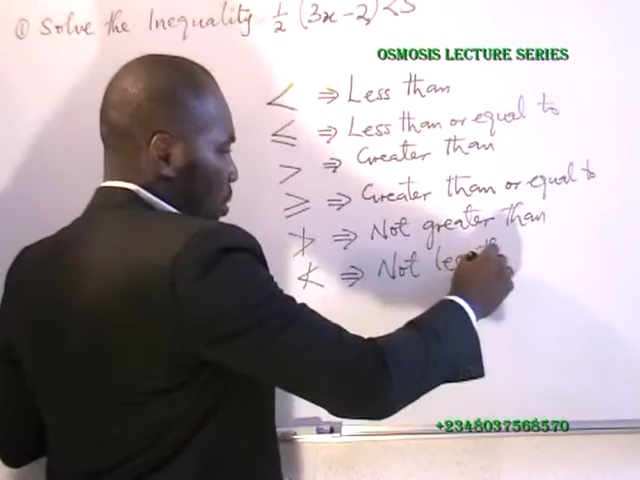 ① Solve the Inequality 1/2 (3x - 2) < 5
OSMOSIS LECTURE SERIES
< ⇒ Less than
≤ ⇒ Less than or equal to
> ⇒ Greater than
≥ ⇒ Greater than or equal to
≯ ⇒ Not greater than
≮ ⇒ Not
+2348037568570